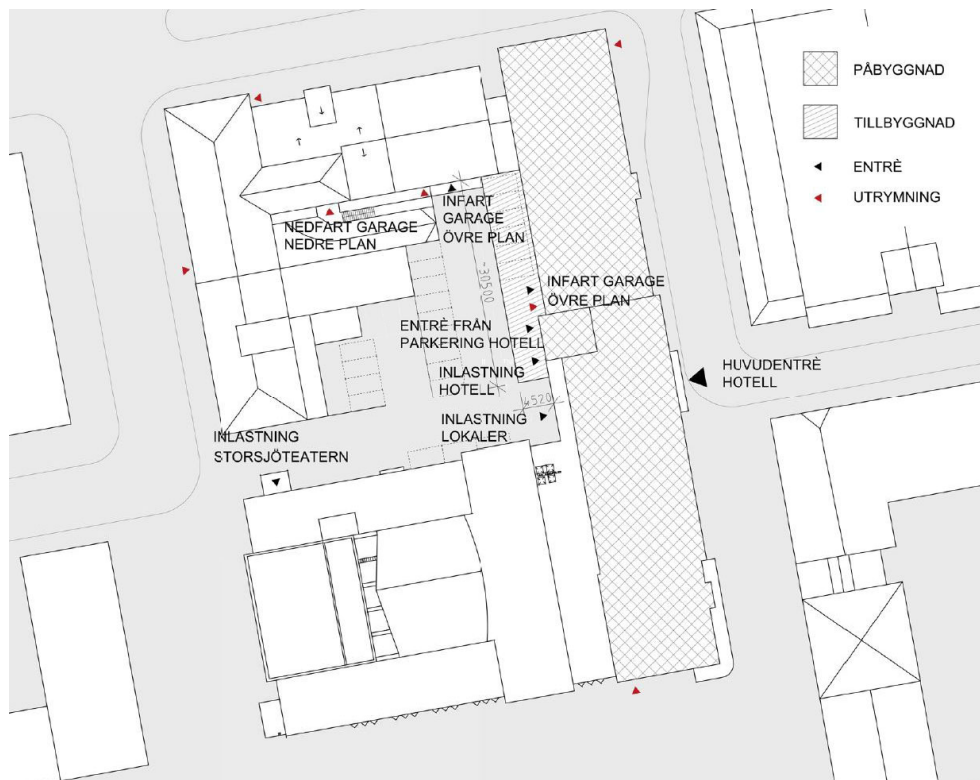 PÅBYGGNAD
TILLBYGGNAD
ENTRÈ
UTRYMNING
INFART
GARAGE
ÖVRE PLAN
NEDFART GARAGE
NEDRE PLAN
~30500
INFART GARAGE
ÖVRE PLAN
ENTRÈ FRÅN
PARKERING HOTELL
INLASTNING
HOTELL
HUVUDENTRÈ
HOTELL
4520
INLASTNING
LOKALER
INLASTNING
STORSJÖTEATERN